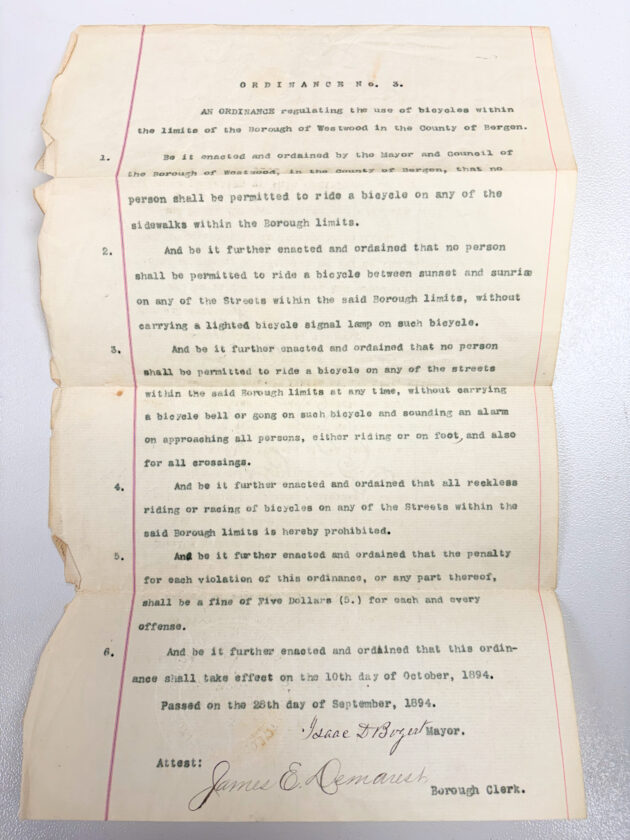 ORDINANCE No. 3.
AN ORDINANCE regulating the use of bicycles within
the limits of the Borough of Westwood in the County of Bergen.
1. Be it enacted and ordained by the Mayor and Council of
the Borough of Westwood, in the County of Bergen, that no
person shall be permitted to ride a bicycle on any of the
sidewalks within the Borough limits.
2. And be it further enacted and ordained that no person
shall be permitted to ride a bicycle between sunset and sunrise
on any of the Streets within the said Borough limits, without
carrying a lighted bicycle signal lamp on such bicycle.
3. And be it further enacted and ordained that no person
shall be permitted to ride a bicycle on any of the streets
within the said Borough limits at any time, without carrying
a bicycle bell or gong on such bicycle and sounding an alarm
on approaching all persons, either riding or on foot, and also
for all crossings.
4. And be it further enacted and ordained that all reckless
riding or racing of bicycles on any of the Streets within the
said Borough limits is hereby prohibited.
5. And be it further enacted and ordained that the penalty
for each violation of this ordinance, or any part thereof,
shall be a fine of Five Dollars (5.) for each and every
offense.
6. And be it further enacted and ordained that this ordin-
ance shall take effect on the 10th day of October, 1894.
Passed on the 28th day of September, 1894.
Isaac D Bogert Mayor.
Attest:
James E. Demarest
Borough Clerk.